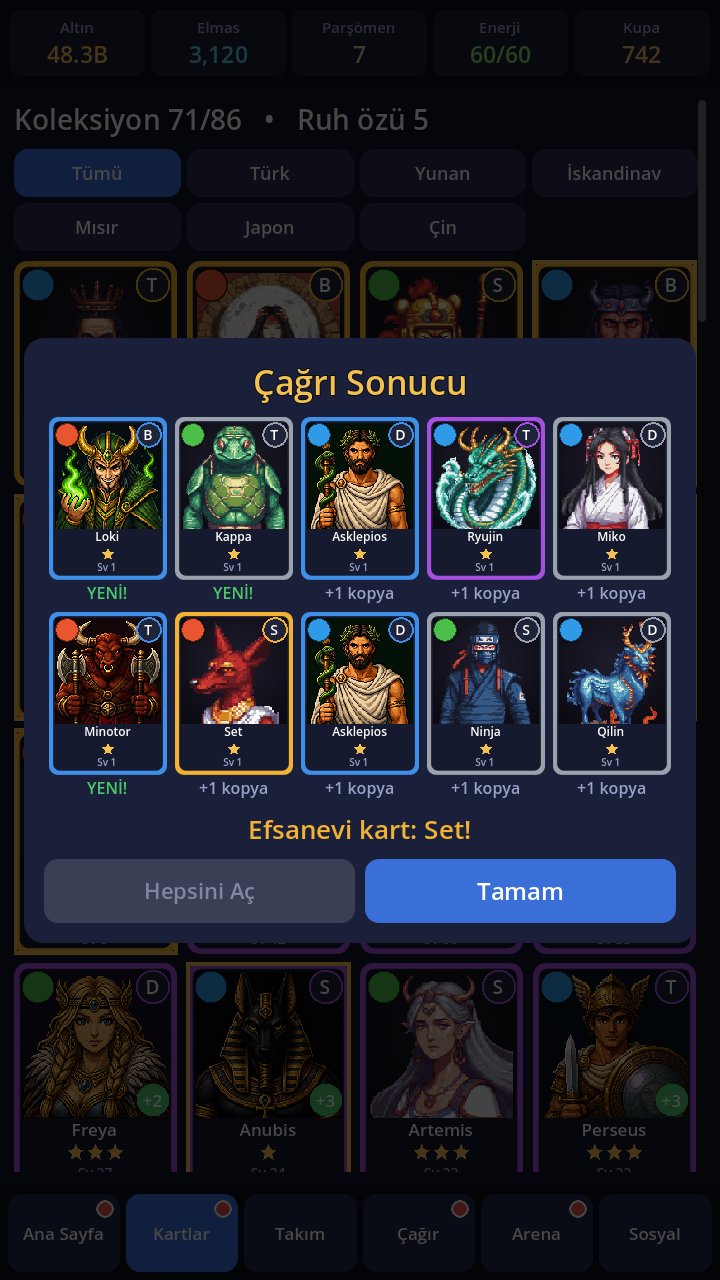 Altın Elmas Parşömen Enerji Kupa
48.3B 3,120 7 60/60 742
Koleksiyon 71/86 • Ruh özü 5
Tümü Türk Yunan İskandinav
Mısır Japon Çin
T B S B
Çağrı Sonucu
B T D T D
Loki Kappa Asklepios Ryujin Miko
Sv 1 Sv 1 Sv 1 Sv 1 Sv 1
YENİ! YENİ! +1 kopya +1 kopya +1 kopya
T S D S D
Minotor Set Asklepios Ninja Qilin
Sv 1 Sv 1 Sv 1 Sv 1 Sv 1
YENİ! +1 kopya +1 kopya +1 kopya +1 kopya
Efsanevi kart: Set!
Hepsini Aç Tamam
D S S T
+2 +3 +3
Freya Anubis Artemis Perseus
Ana Sayfa Kartlar Takım Çağır Arena Sosyal